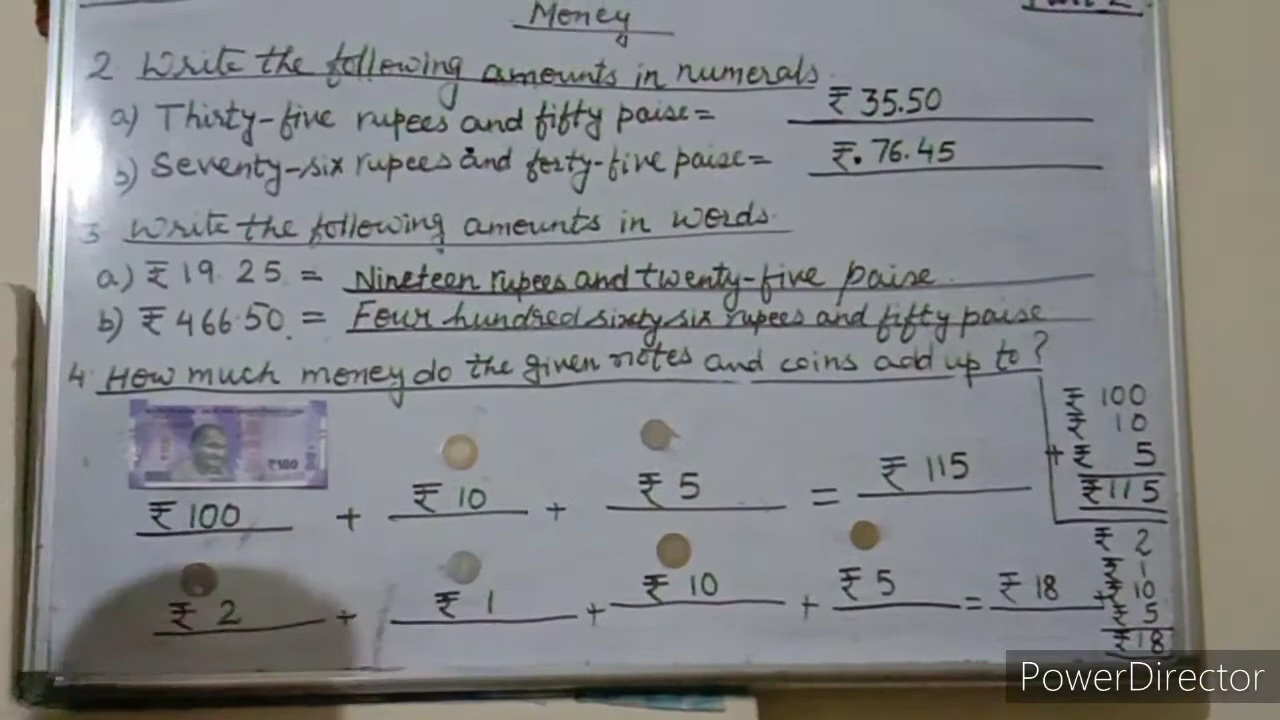 Money
2 Write the following amounts in numerals.
a) Thirty-five rupees and fifty paise = ₹ 35.50
b) Seventy-six rupees and forty-five paise = ₹. 76.45
3 Write the following amounts in words.
a) ₹ 19.25 = Nineteen rupees and twenty-five paise.
b) ₹ 466.50 = Four hundred sixty six rupees and fifty paise
4. How much money do the given notes and coins add up to?
₹100
₹ 100 + ₹ 10 + ₹ 5 = ₹ 115
₹ 100
₹ 10
+ ₹ 5
₹115
₹ 2 + ₹ 1 + ₹ 10 + ₹ 5 = ₹ 18
₹ 2
₹ 1
+ ₹ 10
₹ 5
₹18
PowerDirector